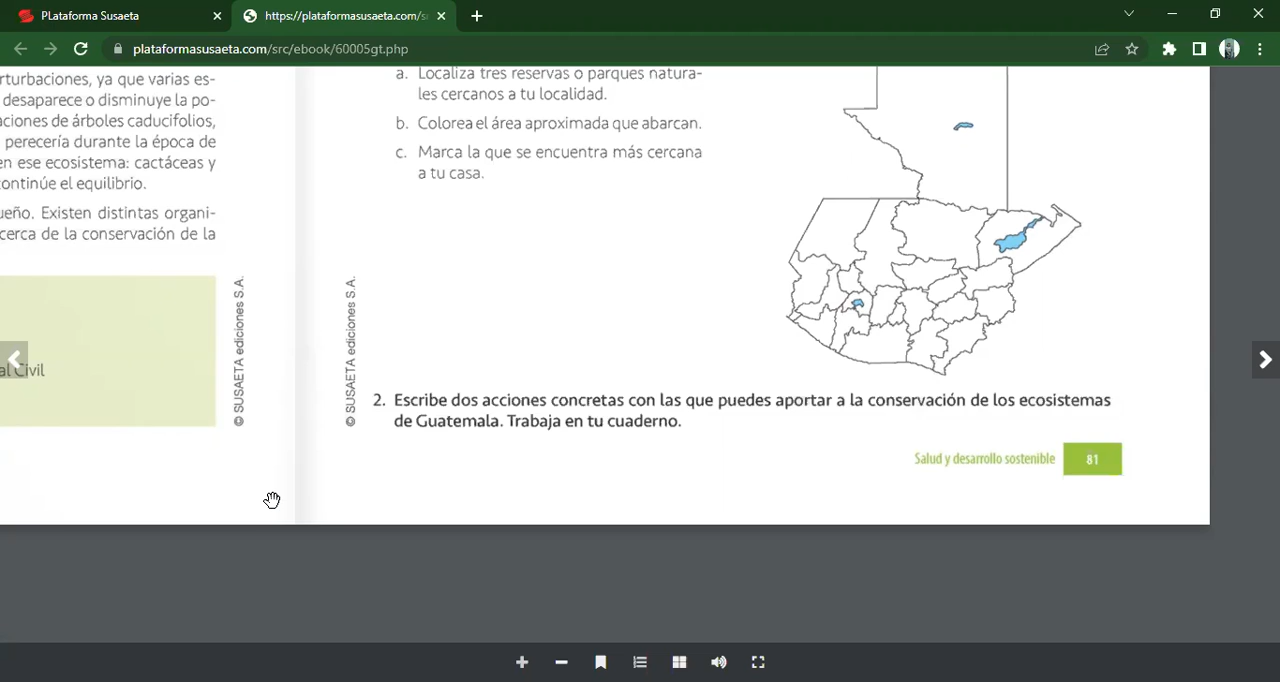 PLataforma Susaeta
https://plataformasusaeta.com/s
plataformasusaeta.com/src/ebook/60005gt.php
rturbaciones, ya que varias es-
desaparece o disminuye la po-
aciones de árboles caducifolios,
perecería durante la época de
en ese ecosistema: cactáceas y
continúe el equilibrio.
ueño. Existen distintas organi-
cerca de la conservación de la
al Civil
© SUSAETA ediciones S.A.
© SUSAETA ediciones S.A.
a. Localiza tres reservas o parques natura-
les cercanos a tu localidad.
b. Colorea el área aproximada que abarcan.
c. Marca la que se encuentra más cercana
a tu casa.
2. Escribe dos acciones concretas con las que puedes aportar a la conservación de los ecosistemas
de Guatemala. Trabaja en tu cuaderno.
Salud y desarrollo sostenible 81